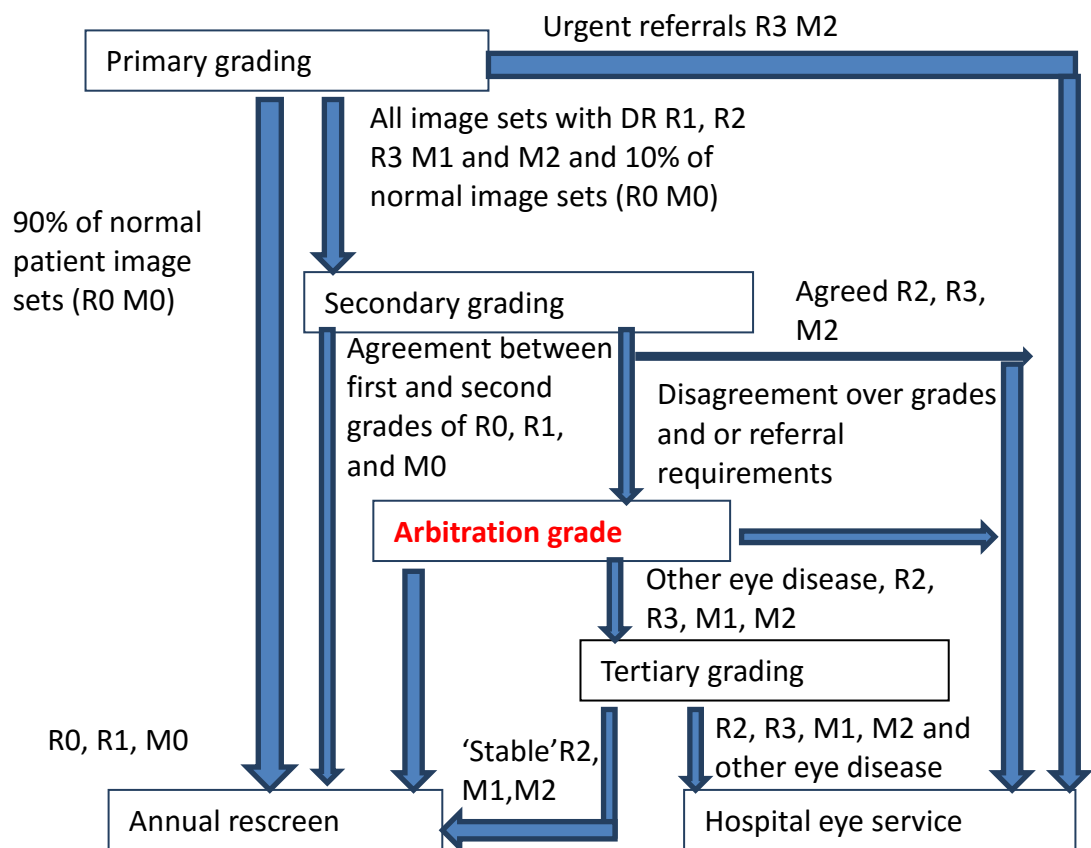 Urgent referrals R3 M2
Primary grading
All image sets with DR R1, R2
R3 M1 and M2 and 10% of
normal image sets (R0 M0)
90% of normal
patient image
sets (R0 M0)
Secondary grading
Agreed R2, R3,
M2
Agreement between
first and second
grades of R0, R1,
and M0
Disagreement over grades
and or referral
requirements
Arbitration grade
Other eye disease, R2,
R3, M1, M2
Tertiary grading
R0, R1, M0
‘Stable’R2,
M1,M2
R2, R3, M1, M2 and
other eye disease
Annual rescreen
Hospital eye service